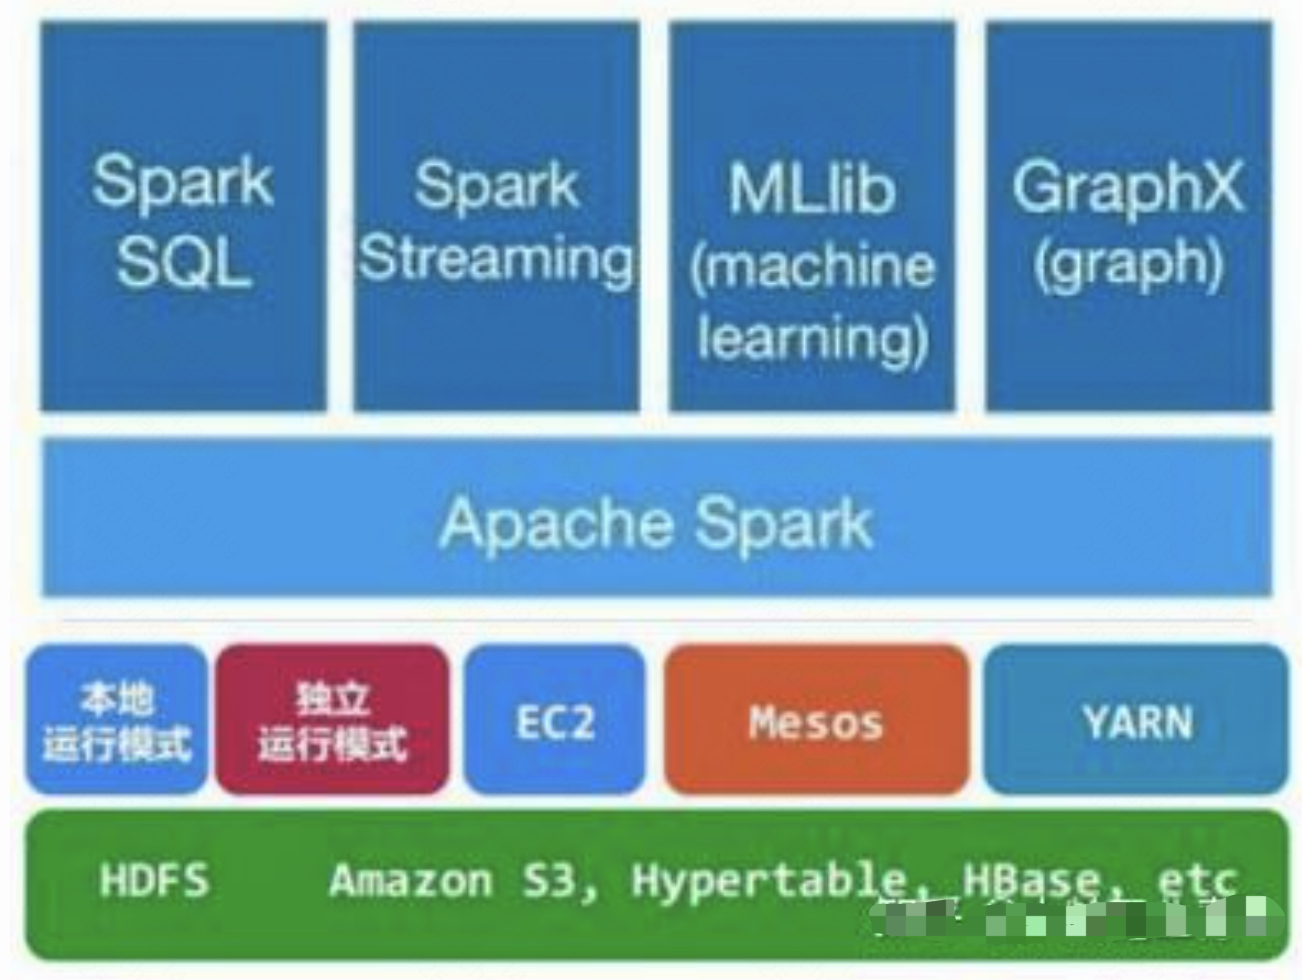 Spark
SQL
Spark
Streaming
MLlib
(machine
learning)
GraphX
(graph)
Apache Spark
本地
运行模式
独立
运行模式
EC2
Mesos
YARN
HDFS Amazon S3, Hypertable, HBase, etc